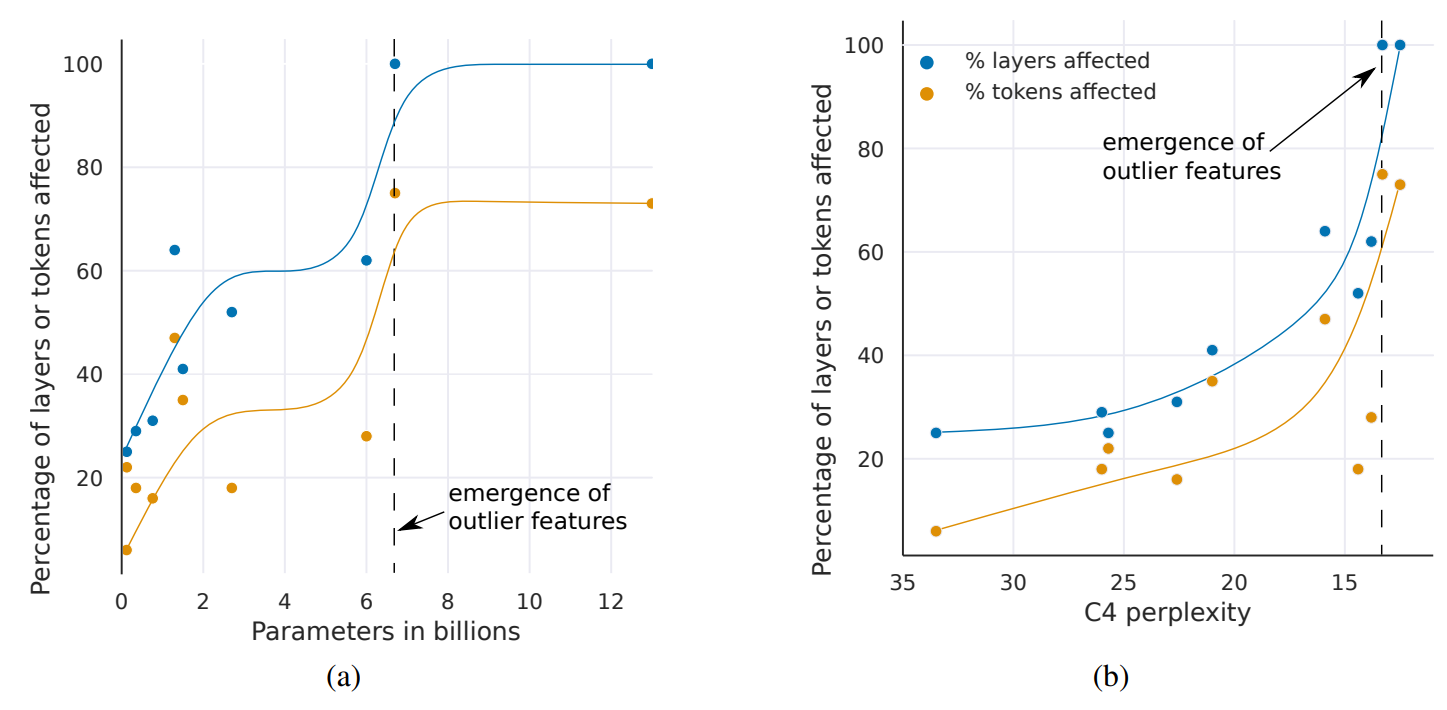 Percentage of layers or tokens affected
100
80
60
40
20
0 2 4 6 8 10 12
Parameters in billions
emergence of
outlier features
(a)
Percentage of layers or tokens affected
100
80
60
40
20
35 30 25 20 15
C4 perplexity
% layers affected
% tokens affected
emergence of
outlier features
(b)